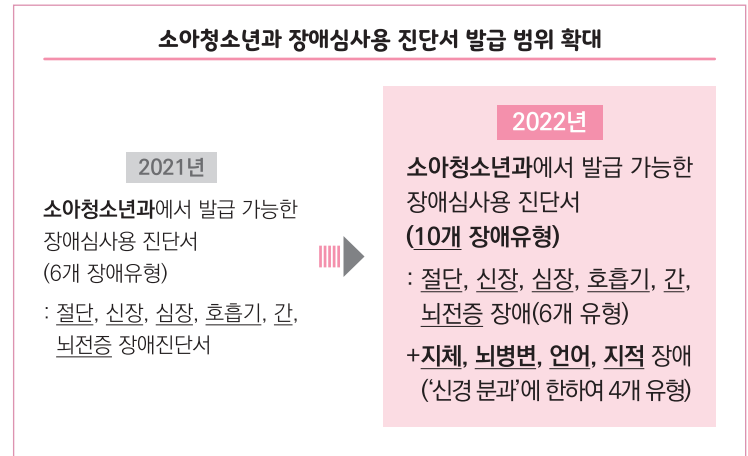 소아청소년과 장애심사용 진단서 발급 범위 확대
2021년
소아청소년과에서 발급 가능한
장애심사용 진단서
(6개 장애유형)
: 절단, 신장, 심장, 호흡기, 간,
뇌전증 장애진단서
2022년
소아청소년과에서 발급 가능한
장애심사용 진단서
(10개 장애유형)
: 절단, 신장, 심장, 호흡기, 간,
뇌전증 장애(6개 유형)
+지체, 뇌병변, 언어, 지적 장애
(‘신경 분과’에 한하여 4개 유형)